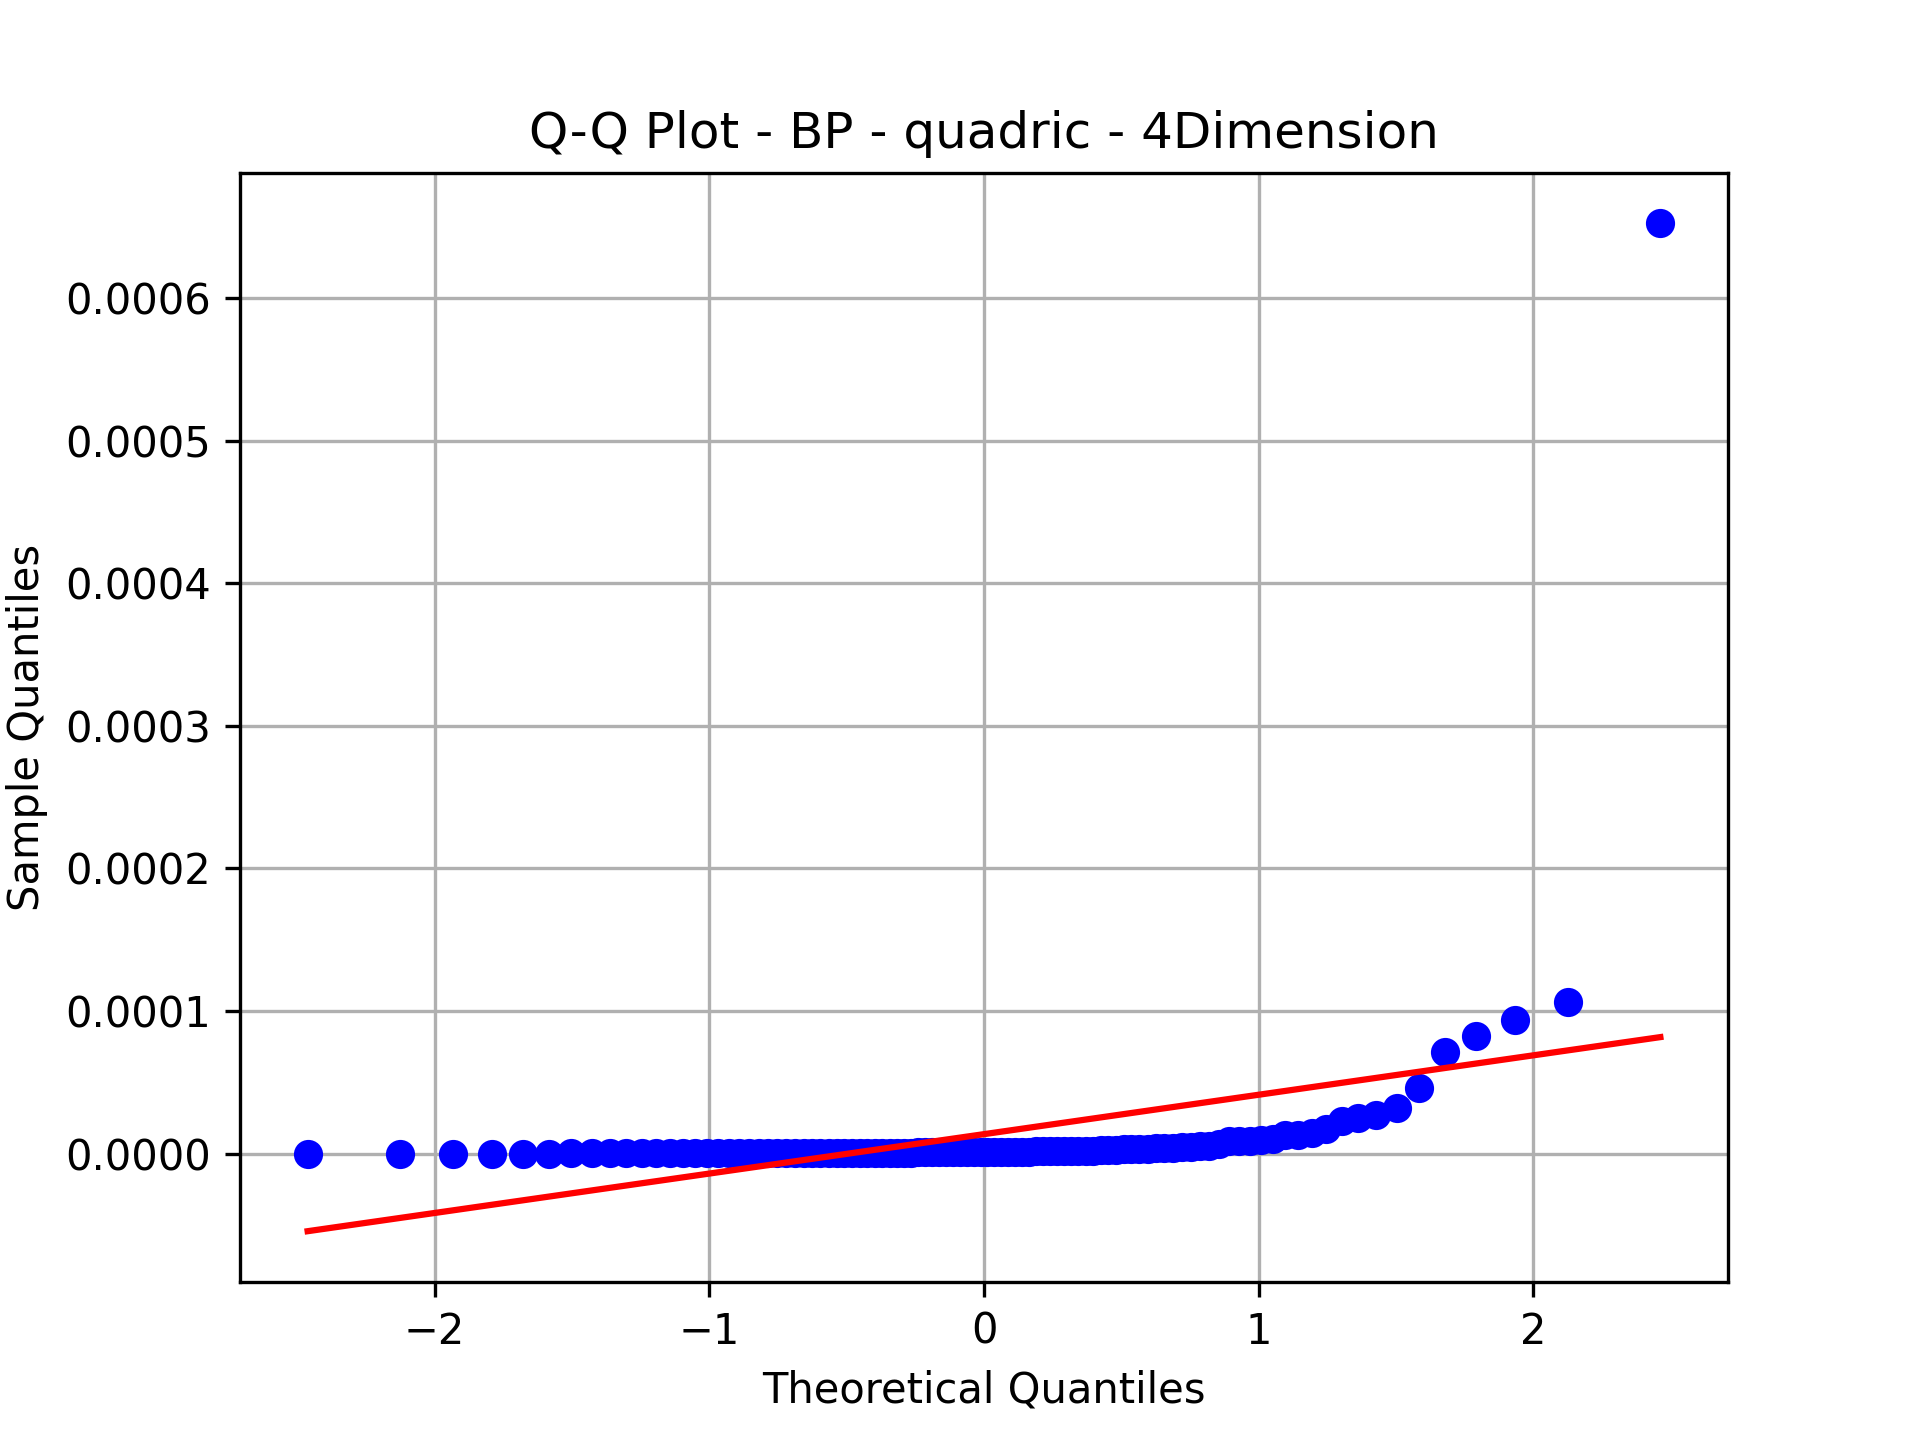 Q-Q Plot - BP - quadric - 4Dimension
0.0006
0.0005
0.0004
0.0003
0.0002
0.0001
0.0000
Sample Quantiles
−2 −1 0 1 2
Theoretical Quantiles